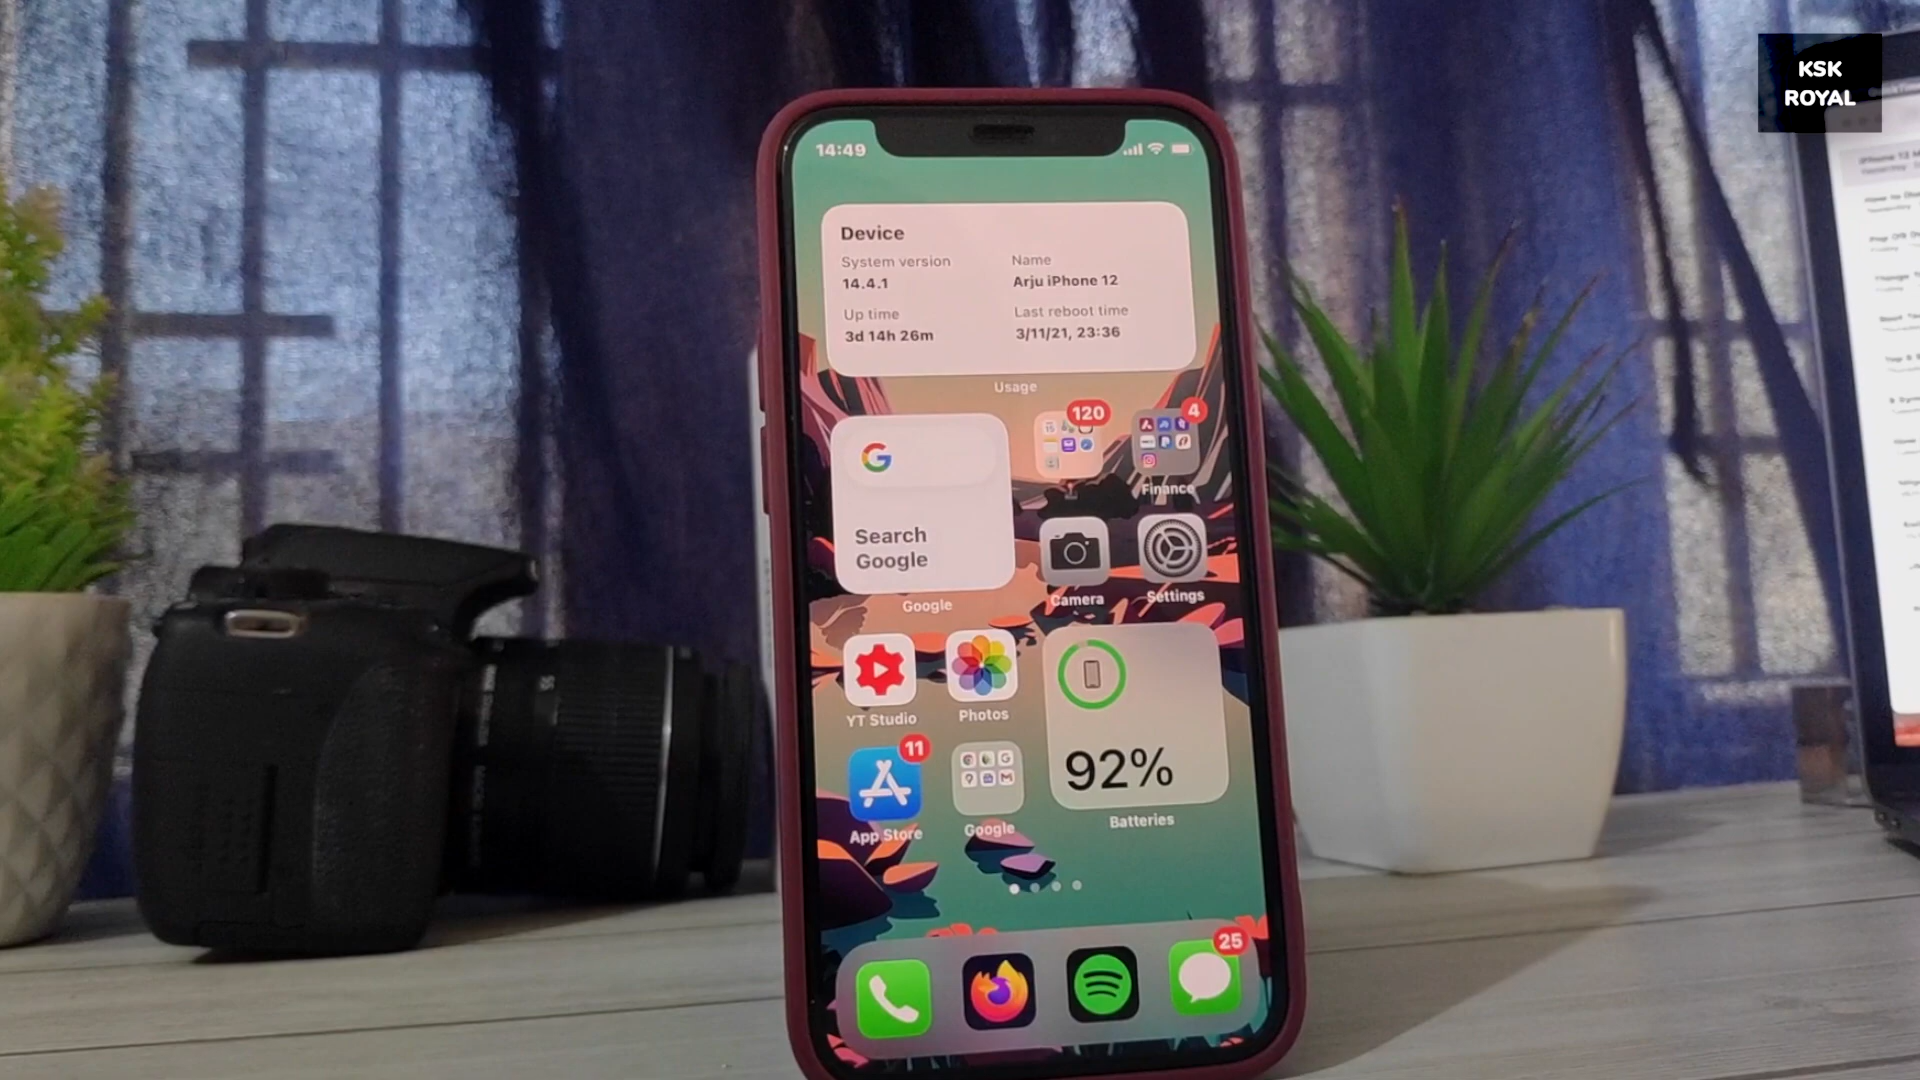 KSK
ROYAL
14:49
Device
System version
14.4.1
Name
Arju iPhone 12
Up time
3d 14h 26m
Last reboot time
3/11/21, 23:36
Usage
Search
Google
Google
120
4
Finance
Camera
Settings
YT Studio
Photos
11
App Store
Google
92%
Batteries
25